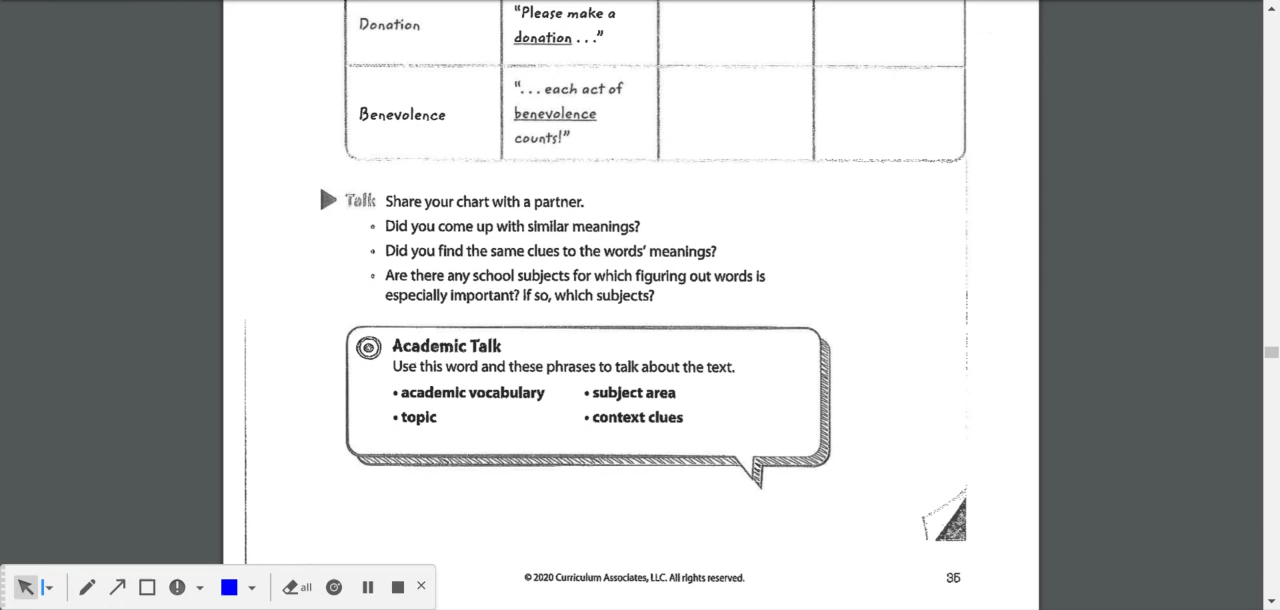 Donation
"Please make a
donation . . ."
Benevolence
". . . each act of
benevolence
counts!"
Talk Share your chart with a partner.
• Did you come up with similar meanings?
• Did you find the same clues to the words' meanings?
• Are there any school subjects for which figuring out words is
especially important? If so, which subjects?
Academic Talk
Use this word and these phrases to talk about the text.
• academic vocabulary • subject area
• topic • context clues
all
© 2020 Curriculum Associates, LLC. All rights reserved. 35